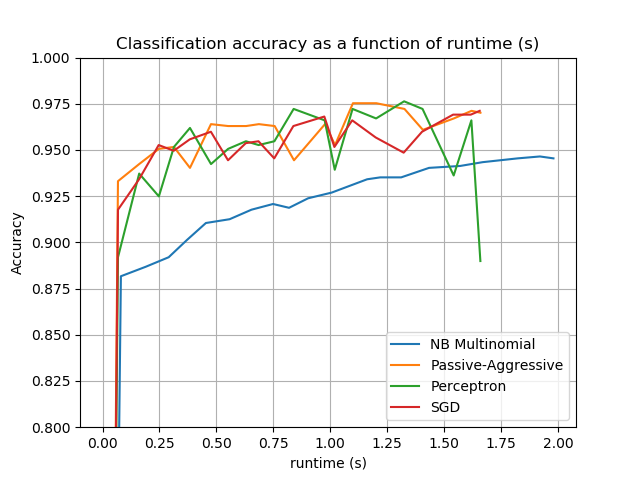 Classification accuracy as a function of runtime (s)
1.000
0.975
0.950
0.925
0.900
0.875
0.850
0.825
0.800
Accuracy
NB Multinomial
Passive-Aggressive
Perceptron
SGD
0.00 0.25 0.50 0.75 1.00 1.25 1.50 1.75 2.00
runtime (s)